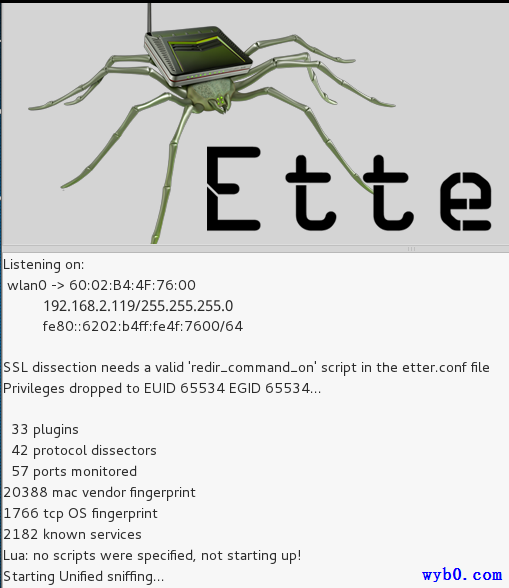 Ette
Listening on:
wlan0 -> 60:02:B4:4F:76:00
192.168.2.119/255.255.255.0
fe80::6202:b4ff:fe4f:7600/64
SSL dissection needs a valid 'redir_command_on' script in the etter.conf file
Privileges dropped to EUID 65534 EGID 65534...
33 plugins
42 protocol dissectors
57 ports monitored
20388 mac vendor fingerprint
1766 tcp OS fingerprint
2182 known services
Lua: no scripts were specified, not starting up!
Starting Unified sniffing...
wyb0.com